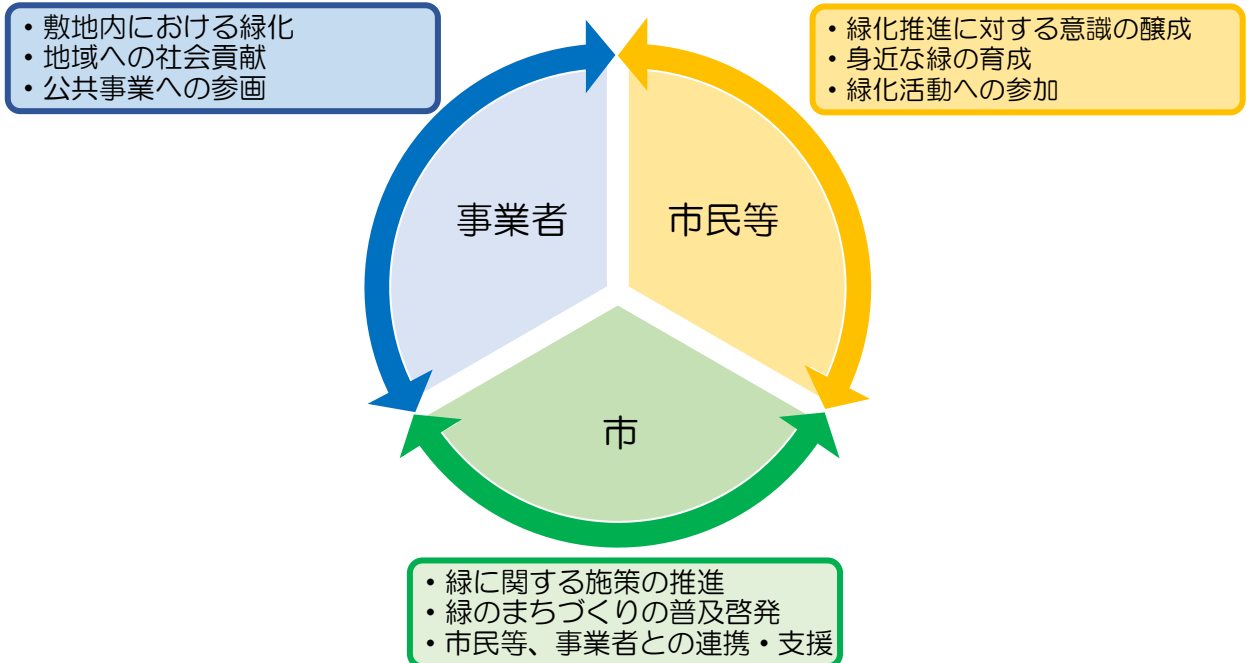 ・敷地内における緑化
・地域への社会貢献
・公共事業への参画
・緑化推進に対する意識の醸成
・身近な緑の育成
・緑化活動への参加
事業者
市民等
市
・緑に関する施策の推進
・緑のまちづくりの普及啓発
・市民等、事業者との連携・支援